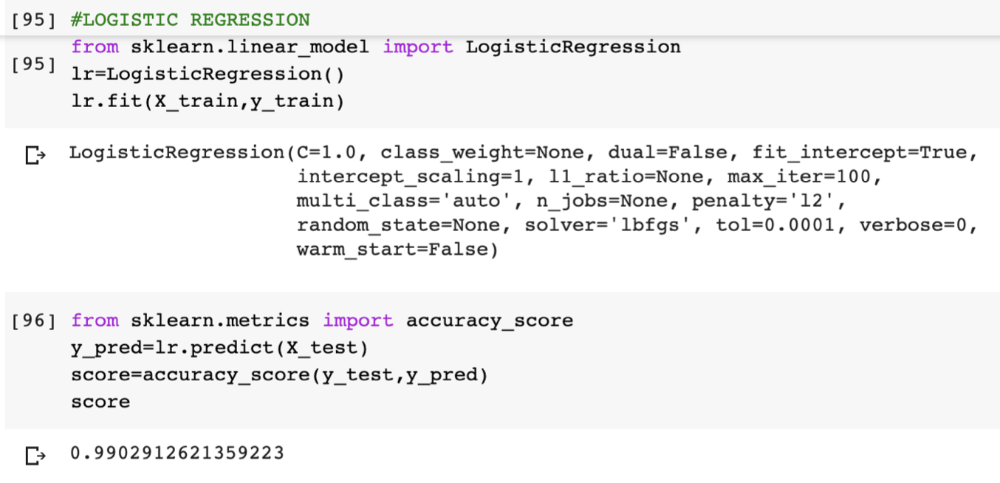 [95] #LOGISTIC REGRESSION
from sklearn.linear_model import LogisticRegression
[95]
lr=LogisticRegression()
lr.fit(X_train,y_train)
LogisticRegression(C=1.0, class_weight=None, dual=False, fit_intercept=True,
intercept_scaling=1, l1_ratio=None, max_iter=100,
multi_class='auto', n_jobs=None, penalty='l2',
random_state=None, solver='lbfgs', tol=0.0001, verbose=0,
warm_start=False)
[96] from sklearn.metrics import accuracy_score
y_pred=lr.predict(X_test)
score=accuracy_score(y_test,y_pred)
score
0.9902912621359223